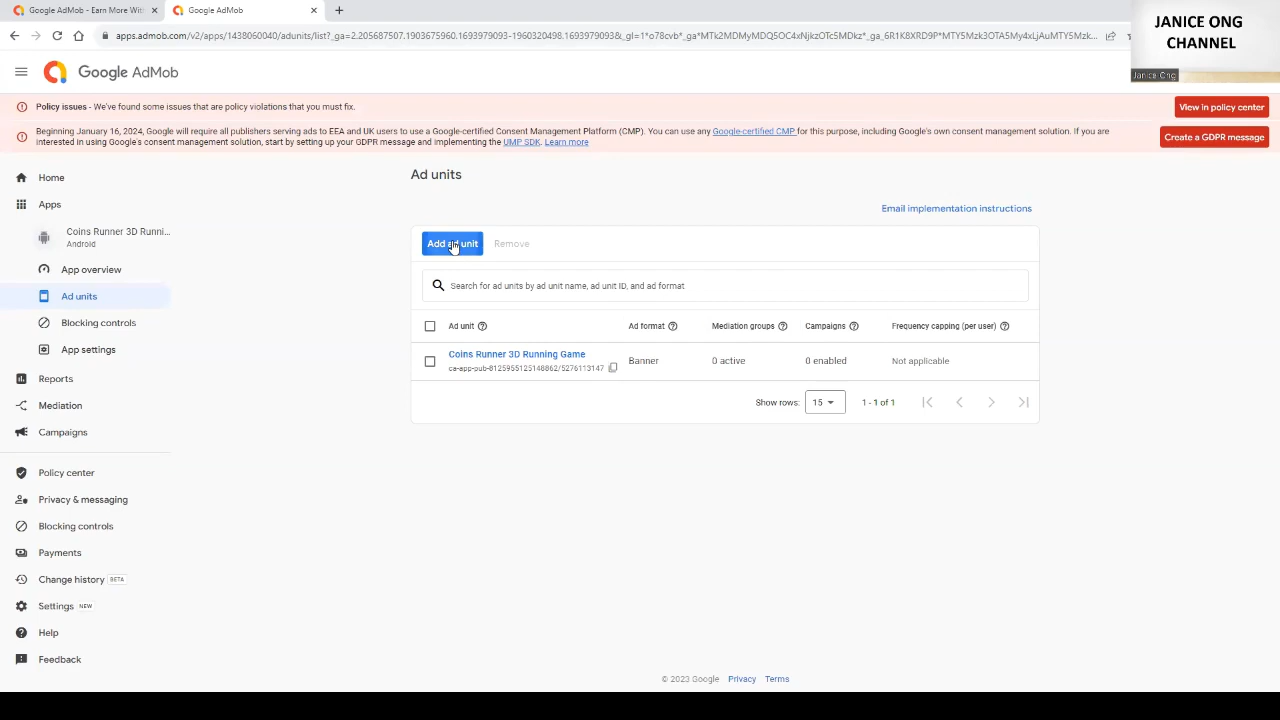 Google AdMob - Earn More Wit
Google AdMob
JANICE ONG
CHANNEL
Janice Ong
Google AdMob
Policy issues - We've found some issues that are policy violations that you must fix.
View in policy center
Beginning January 16, 2024, Google will require all publishers serving ads to EEA and UK users to use a Google-certified Consent Management Platform (CMP). You can use any Google-certified CMP for this purpose, including Google's own consent management solution. If you are
interested in using Google's consent management solution, start by setting up your GDPR message and implementing the UMP SDK. Learn more
Create a GDPR message
Home
Apps
Coins Runner 3D Runni...
Android
App overview
Ad units
Blocking controls
App settings
Reports
Mediation
Campaigns
Policy center
Privacy & messaging
Blocking controls
Payments
Change history BETA
Settings NEW
Help
Feedback
Ad units
Email implementation instructions
Add ad unit
Remove
Search for ad units by ad unit name, ad unit ID, and ad format
Ad unit
Ad format
Mediation groups
Campaigns
Frequency capping (per user)
Coins Runner 3D Running Game
ca-app-pub-8125955125148862/5276113147
Banner
0 active
0 enabled
Not applicable
Show rows:
15
1 - 1 of 1
© 2023 Google
Privacy
Terms